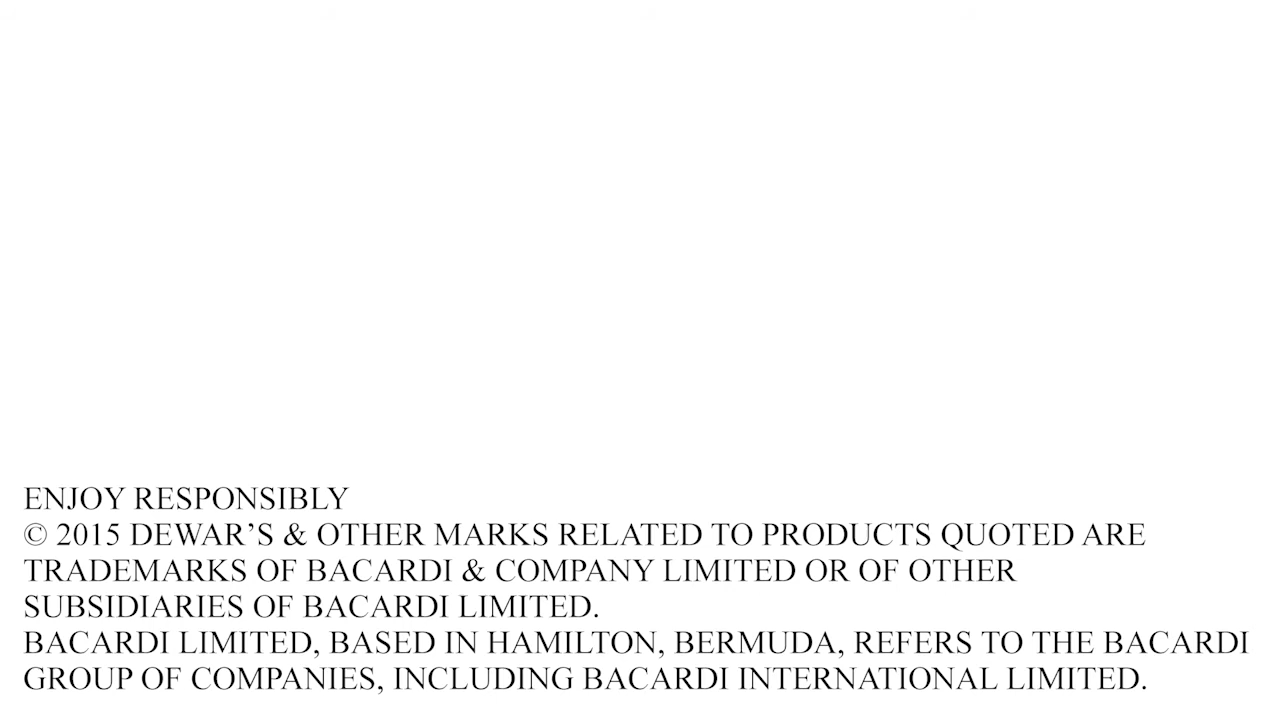 ENJOY RESPONSIBLY
© 2015 DEWAR’S & OTHER MARKS RELATED TO PRODUCTS QUOTED ARE
TRADEMARKS OF BACARDI & COMPANY LIMITED OR OF OTHER
SUBSIDIARIES OF BACARDI LIMITED.
BACARDI LIMITED, BASED IN HAMILTON, BERMUDA, REFERS TO THE BACARDI
GROUP OF COMPANIES, INCLUDING BACARDI INTERNATIONAL LIMITED.